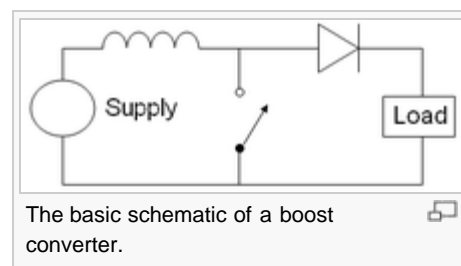 Supply
Load
The basic schematic of a boost
converter.